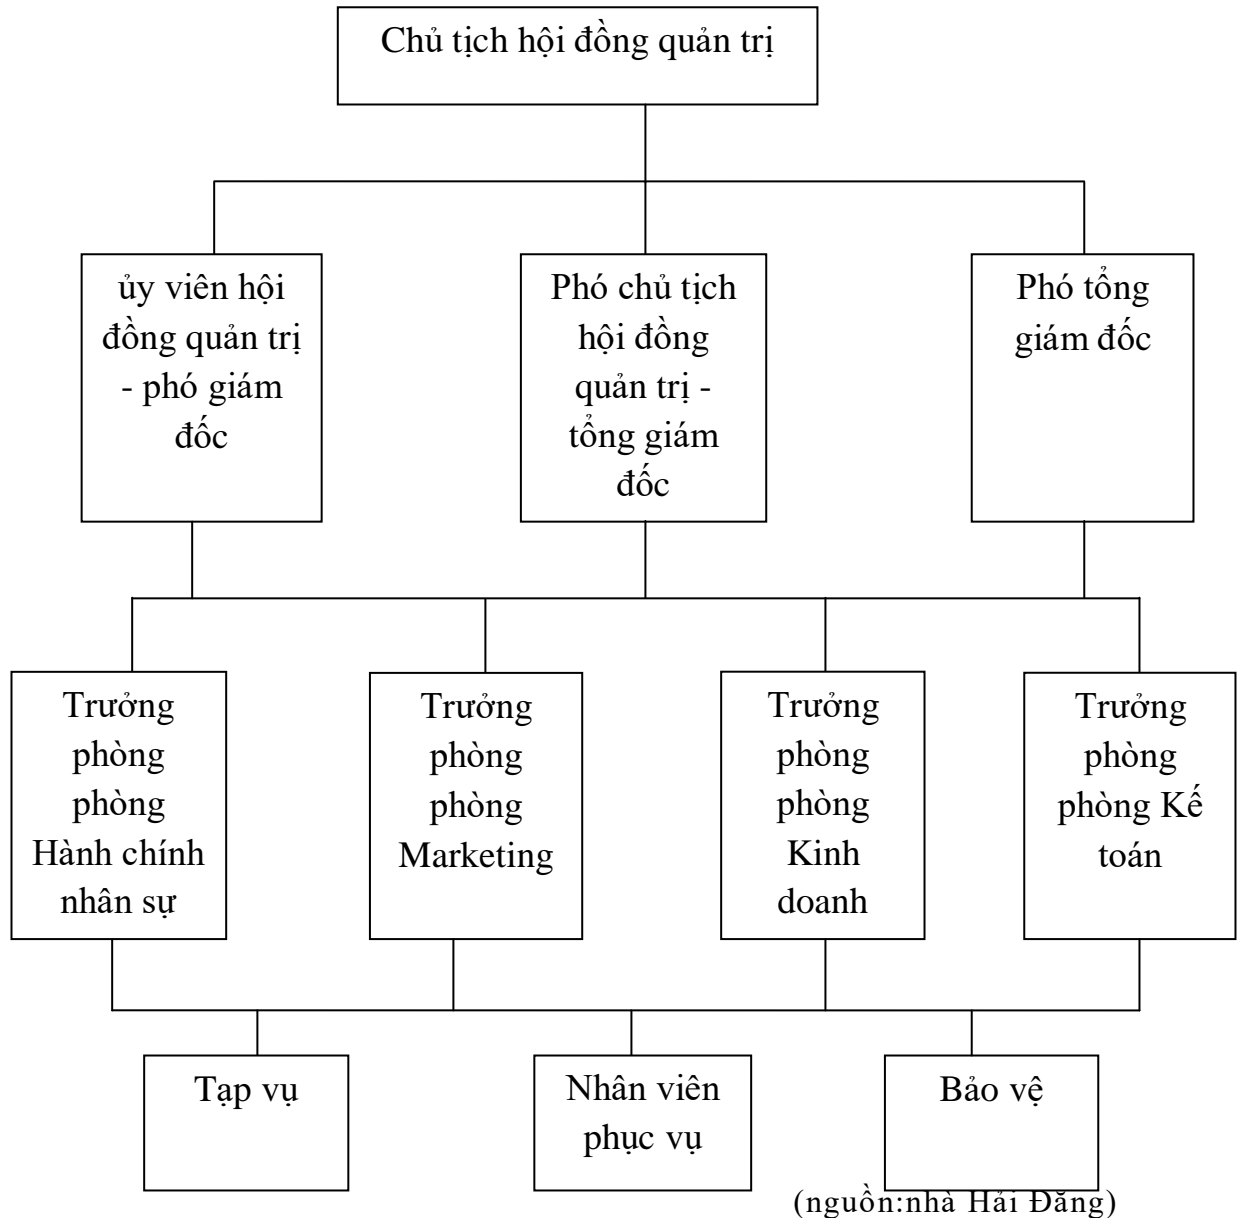 Chủ tịch hội đồng quản trị
ủy viên hội
đồng quản trị
- phó giám
đốc
Phó chủ tịch
hội đồng
quản trị -
tổng giám
đốc
Phó tổng
giám đốc
Trưởng
phòng
phòng
Hành chính
nhân sự
Trưởng
phòng
phòng
Marketing
Trưởng
phòng
phòng
Kinh
doanh
Trưởng
phòng
phòng Kế
toán
Tạp vụ
Nhân viên
phục vụ
Bảo vệ
(nguồn:nhà Hải Đăng)